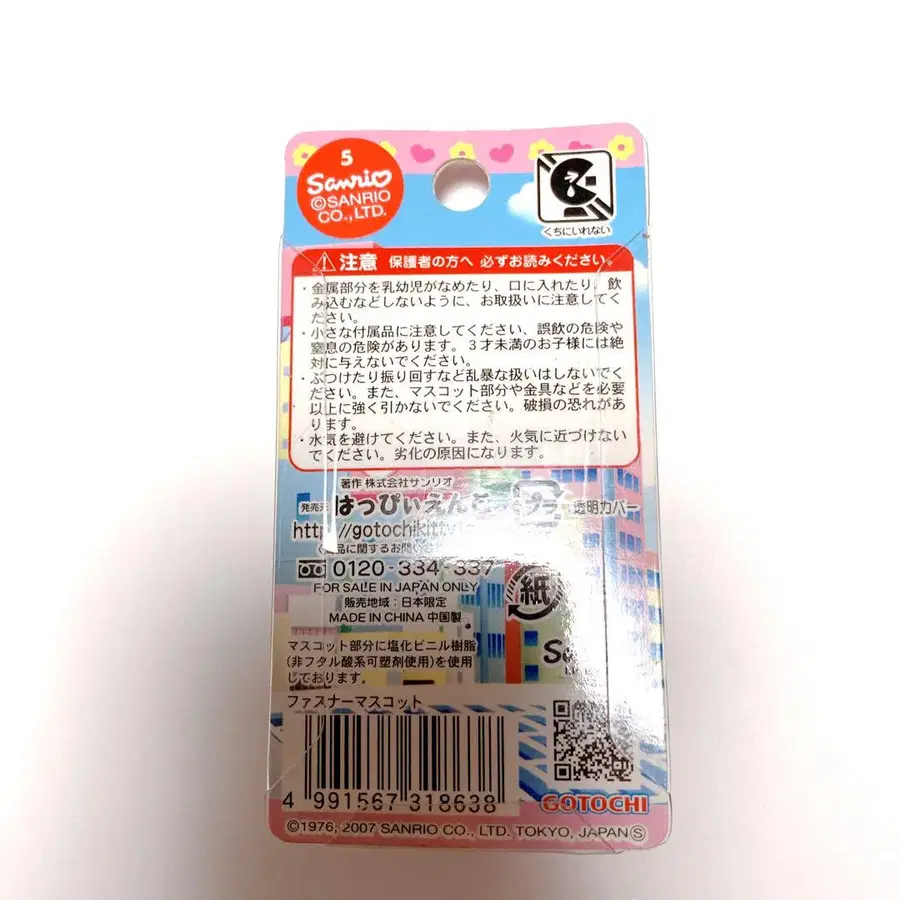 5
Sanrio
©SANRIO
CO., LTD.
くちにいれない
注意 保護者の方へ 必ずお読みください。
・金属部分を乳幼児がなめたり、口に入れたり、飲
み込むなどしないように、お取扱いに注意してく
ださい。
・小さな付属品に注意してください、誤飲の危険や
窒息の危険があります。3才未満のお子様には絶
対に与えないでください。
・ぶつけたり振り回すなど乱暴な扱いはしないでく
ださい。また、マスコット部分や金具などを必要
以上に強く引かないでください。破損の恐れがあ
ります。
・水気を避けてください。また、火気に近づけない
でください。劣化の原因になります。
著作 株式会社サンリオ
発売元 はっぴぃえんど プラ 透明カバー
http://gotochikitty
0120-334-337
紙
FOR SALE IN JAPAN ONLY
販売地域：日本限定
MADE IN CHINA 中国製
マスコット部分に塩化ビニル樹脂
(非フタル酸系可塑剤使用)を使用
しております。
ファスナーマスコット
4 991567 318638
GOTOCHI
©1976, 2007 SANRIO CO., LTD. TOKYO, JAPAN Ⓢ